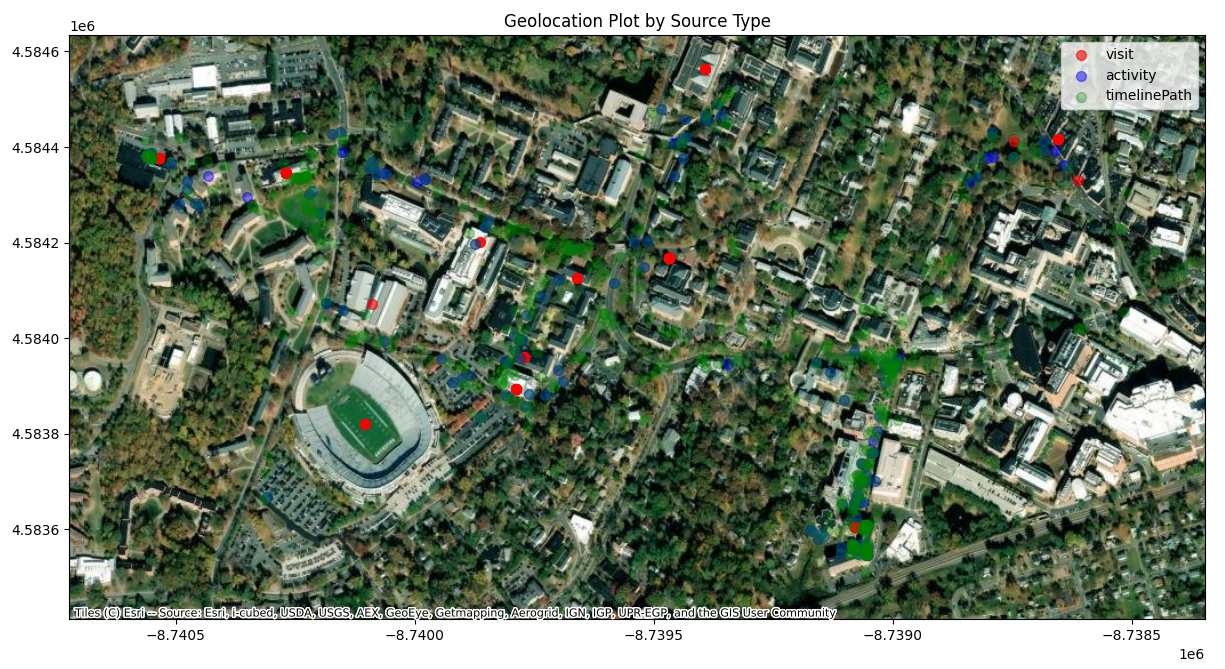 Geolocation Plot by Source Type
1e6
4.5846
4.5844
4.5842
4.5840
4.5838
4.5836
visit
activity
timelinePath
Tiles (C) Esri -- Source: Esri, i-cubed, USDA, USGS, AEX, GeoEye, Getmapping, Aerogrid, IGN, IGP, UPR-EGP, and the GIS User Community
−8.7405 −8.7400 −8.7395 −8.7390 −8.7385
1e6